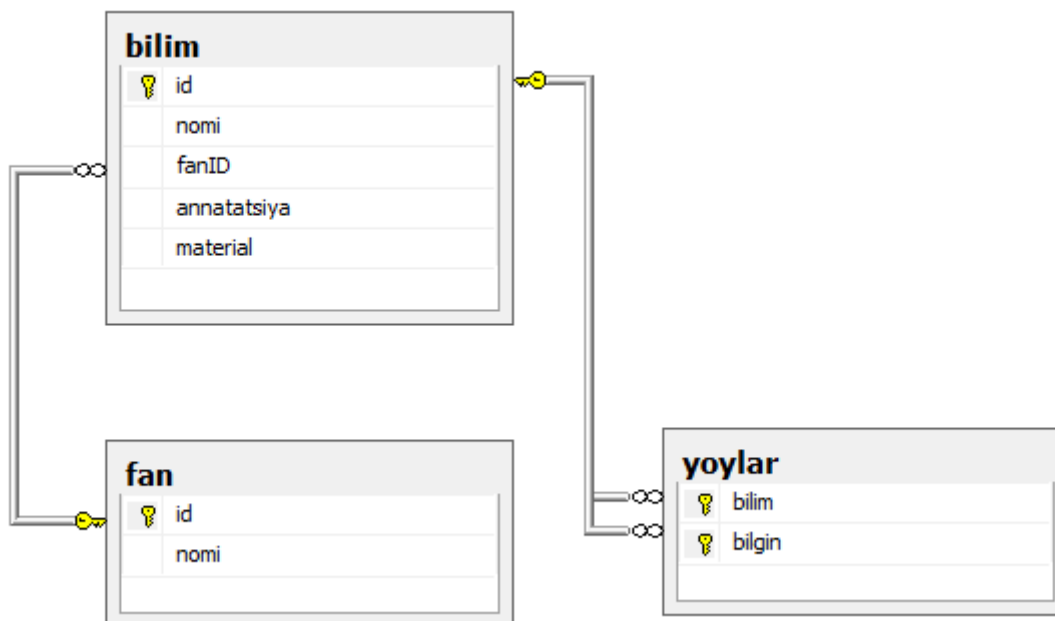 bilim
id
nomi
fanID
annatatsiya
material
fan
id
nomi
yoylar
bilim
bilgin